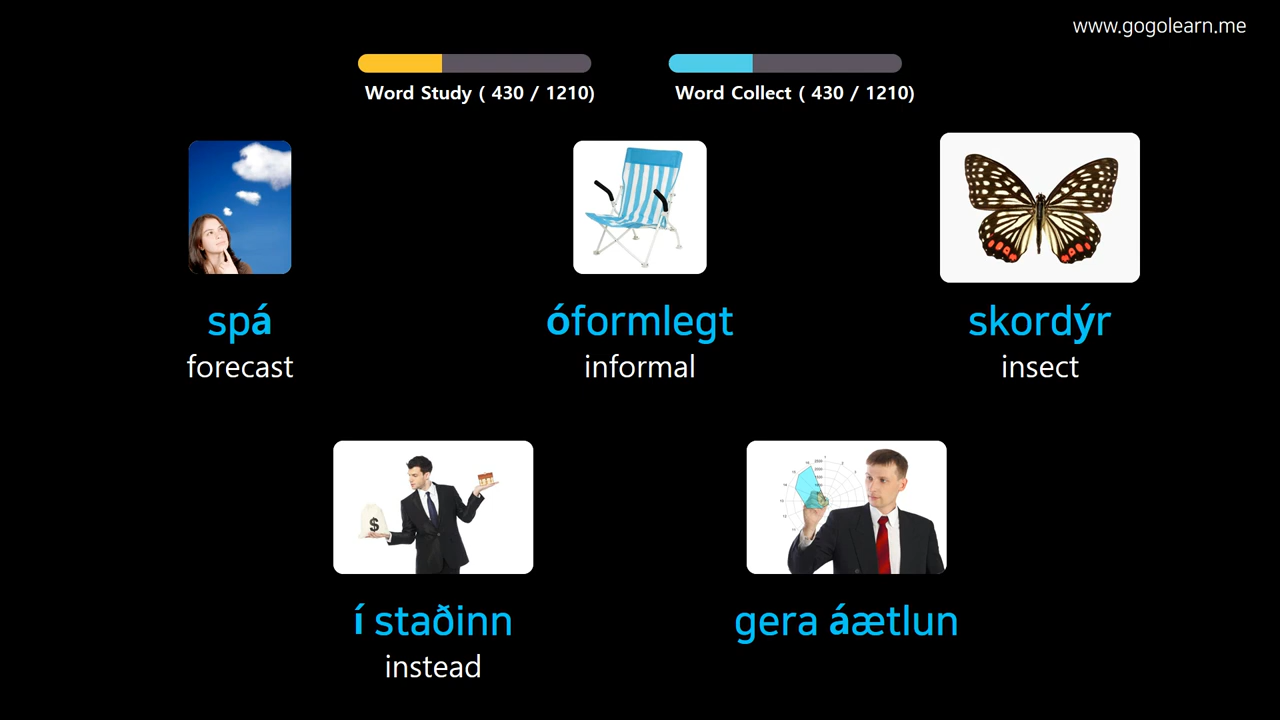 www.gogolearn.me
Word Study ( 430 / 1210)
Word Collect ( 430 / 1210)
spá
forecast
óformlegt
informal
skordýr
insect
$
í staðinn
instead
gera áætlun